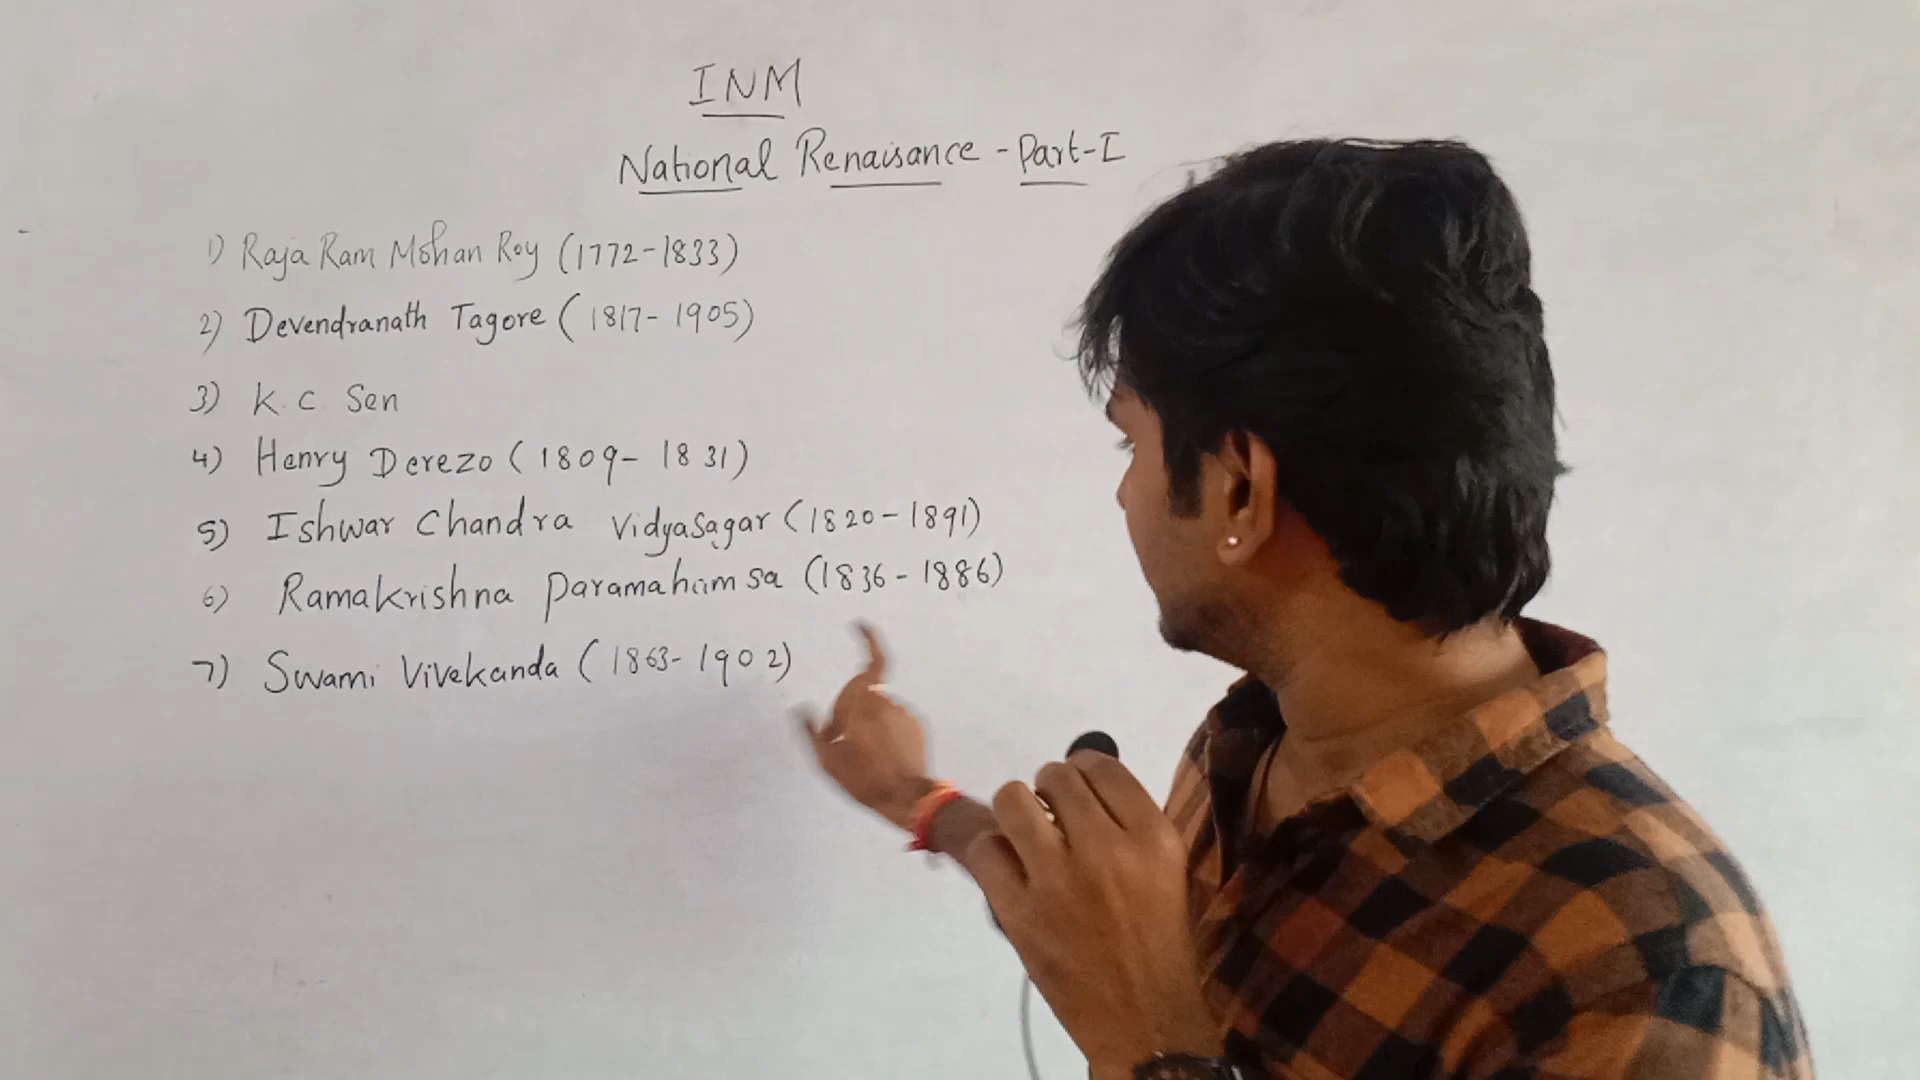 INM
National Renaisance - Part-I
1) Raja Ram Mohan Roy (1772-1833)
2) Devendranath Tagore (1817-1905)
3) K. C. Sen
4) Henry Derezo (1809-1831)
5) Ishwar Chandra Vidyasagar (1820-1891)
6) Ramakrishna Paramahamsa (1836-1886)
7) Swami Vivekanda (1863-1902)